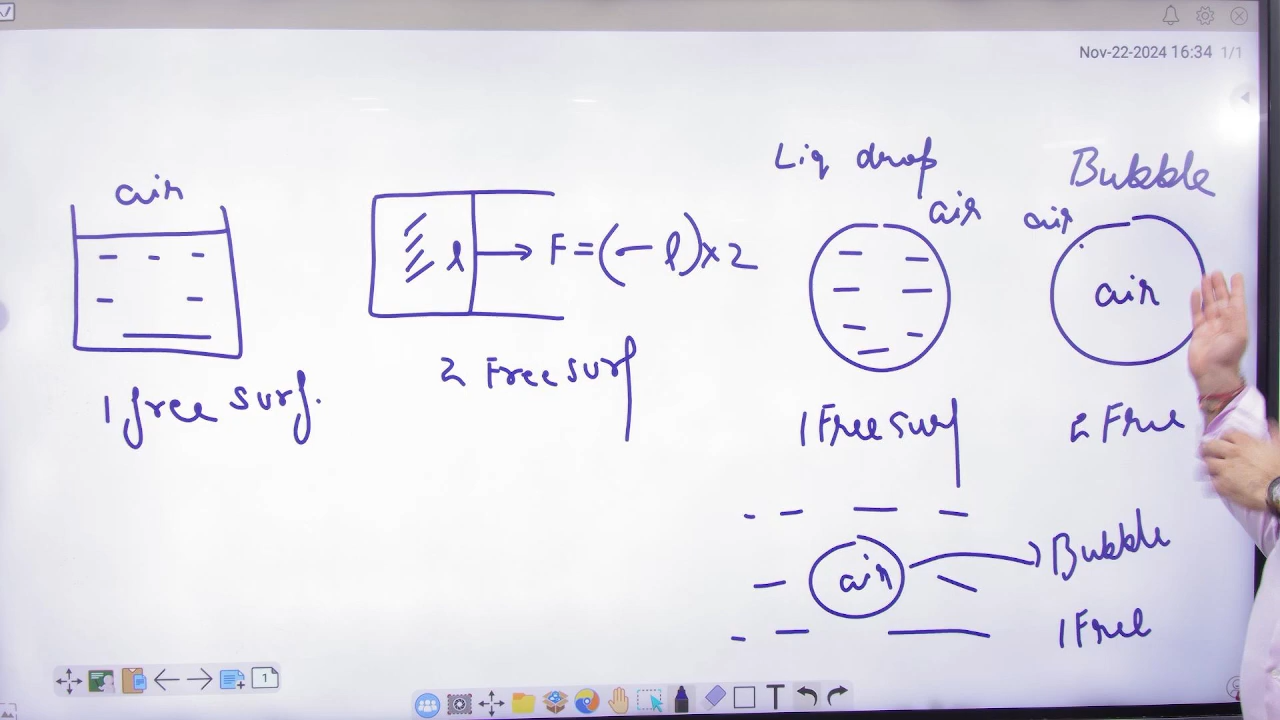 Nov-22-2024 16:34 1/1
air
1 free surf.
l → F = (— l) × 2
2 Free surf
Liq drop
air
1 Free surf
Bubble
air
air
2 Free
air → Bubble
1 Free
1
T